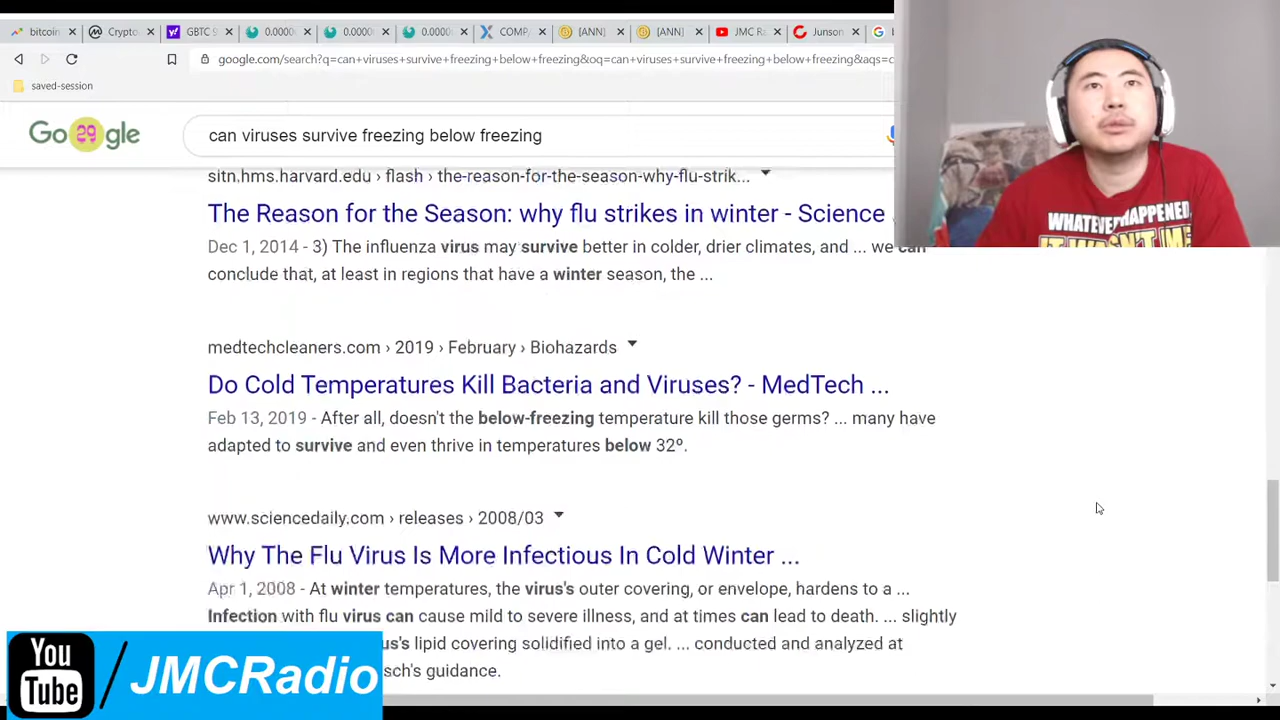 bitcoin
Crypto
GBTC S
0.0000
0.000
0.0000
COMP
[ANN]
[ANN]
JMC Ra
Junson
google.com/search?q=can+viruses+survive+freezing+below+freezing&oq=can+viruses+survive+freezing+below+freezing&aqs=c
saved-session
Go29gle
can viruses survive freezing below freezing
sitn.hms.harvard.edu › flash › the-reason-for-the-season-why-flu-strik...
The Reason for the Season: why flu strikes in winter - Science
Dec 1, 2014 - 3) The influenza virus may survive better in colder, drier climates, and ... we can
conclude that, at least in regions that have a winter season, the ...
medtechcleaners.com › 2019 › February › Biohazards
Do Cold Temperatures Kill Bacteria and Viruses? - MedTech ...
Feb 13, 2019 - After all, doesn't the below-freezing temperature kill those germs? ... many have
adapted to survive and even thrive in temperatures below 32º.
www.sciencedaily.com › releases › 2008/03
Why The Flu Virus Is More Infectious In Cold Winter ...
Apr 1, 2008 - At winter temperatures, the virus's outer covering, or envelope, hardens to a ...
Infection with flu virus can cause mild to severe illness, and at times can lead to death. ... slightly
us's lipid covering solidified into a gel. ... conducted and analyzed at
sch's guidance.
WHATEVER HAPPENED,
IT WASN'T ME
You
Tube
/JMCRadio